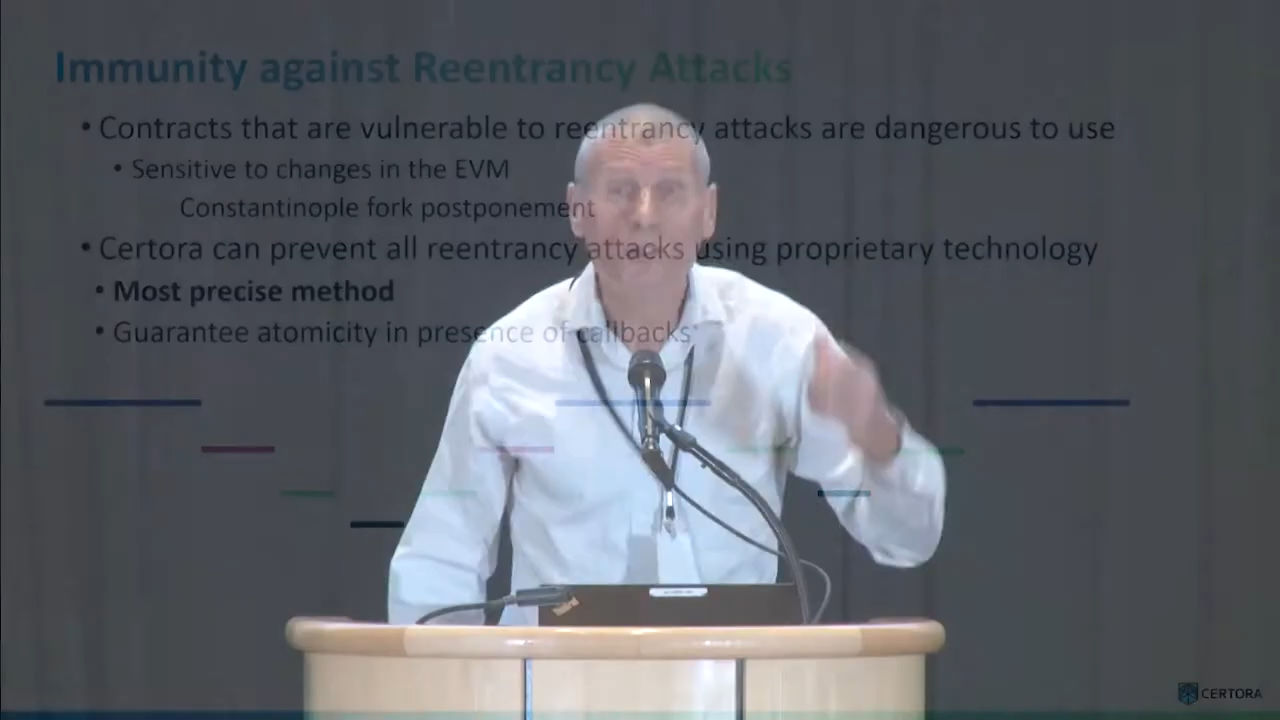 Immunity against Reentrancy Attacks
• Contracts that are vulnerable to reentrancy attacks are dangerous to use
• Sensitive to changes in the EVM
Constantinople fork postponement
• Certora can prevent all reentrancy attacks using proprietary technology
• Most precise method
• Guarantee atomicity in presence of callbacks
CERTORA